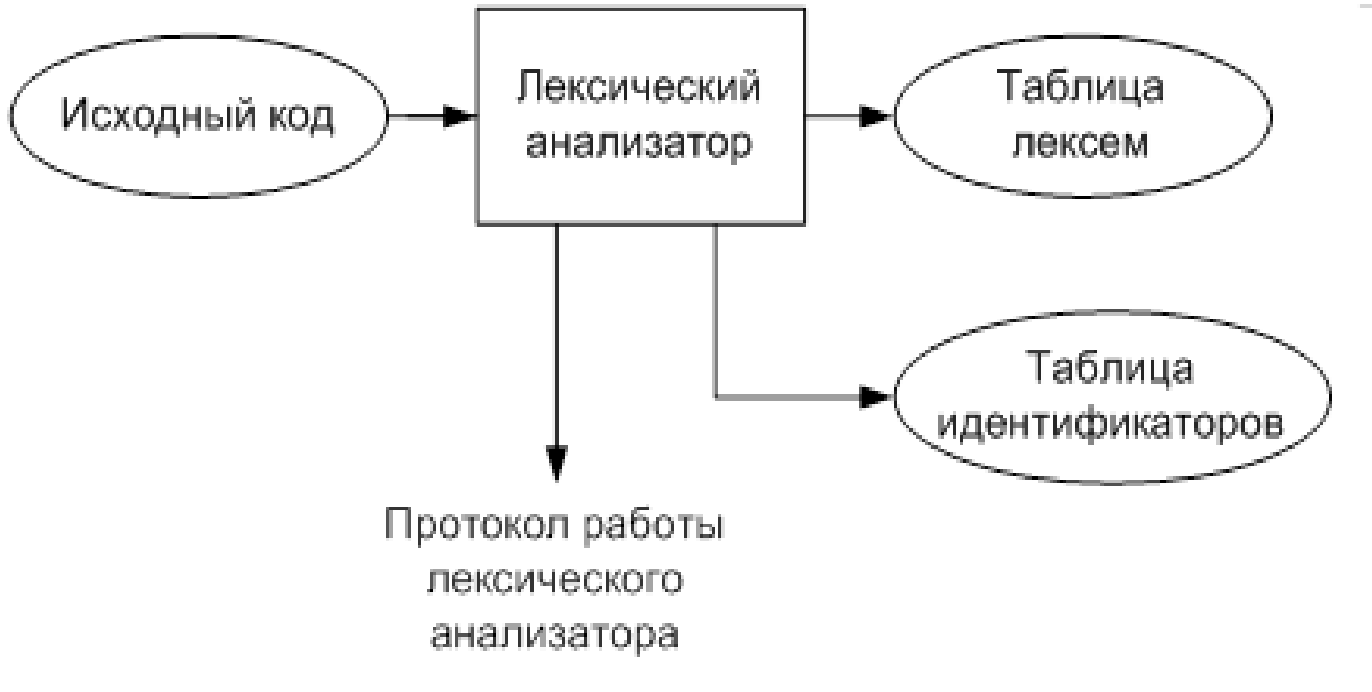 Исходный код
Лексический
анализатор
Таблица
лексем
Таблица
идентификаторов
Протокол работы
лексического
анализатора